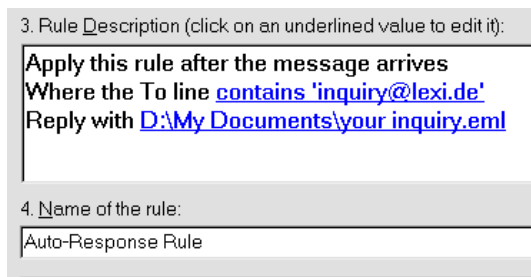 3. Rule Description (click on an underlined value to edit it):
Apply this rule after the message arrives
Where the To line contains 'inquiry@lexi.de'
Reply with D:\My Documents\your inquiry.eml
4. Name of the rule:
Auto-Response Rule